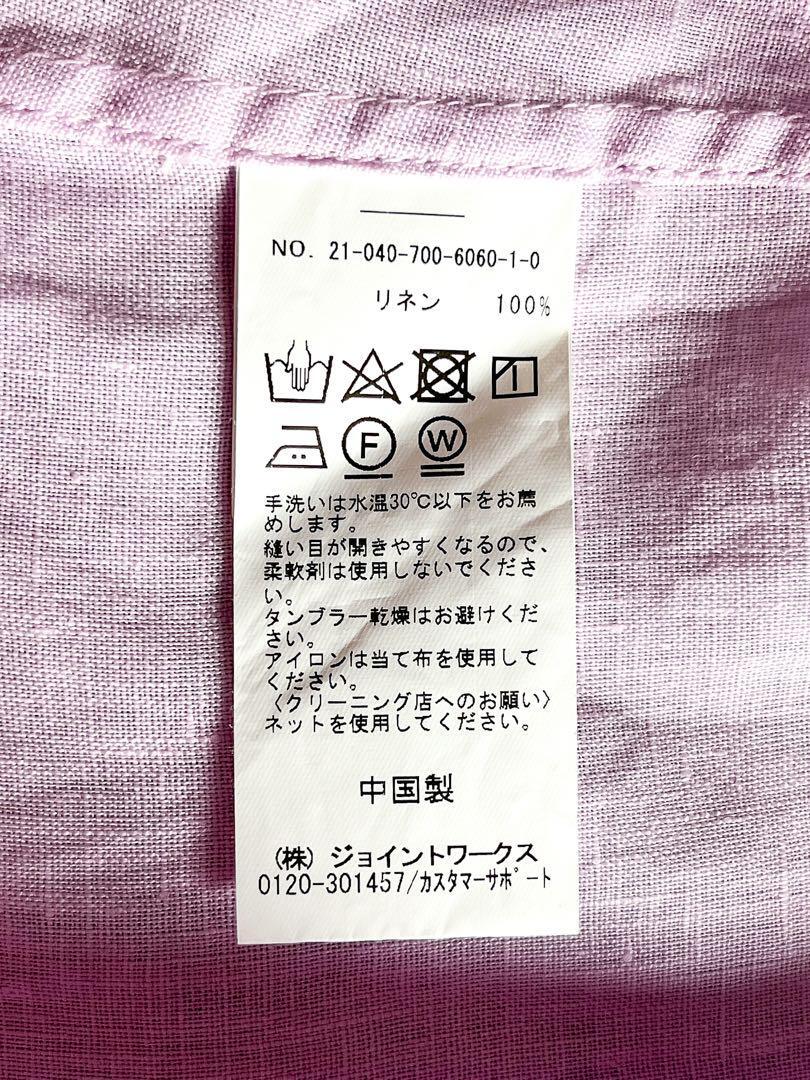 NO. 21-040-700-6060-1-0
リネン 100%
F W
手洗いは水温30℃以下をお薦
めします。
縫い目が開きやすくなるので、
柔軟剤は使用しないでくださ
い。
タンブラー乾燥はお避けくだ
さい。
アイロンは当て布を使用して
ください。
〈クリーニング店へのお願い〉
ネットを使用してください。
中国製
(株) ジョイントワークス
0120-301457/カスタマーサポート